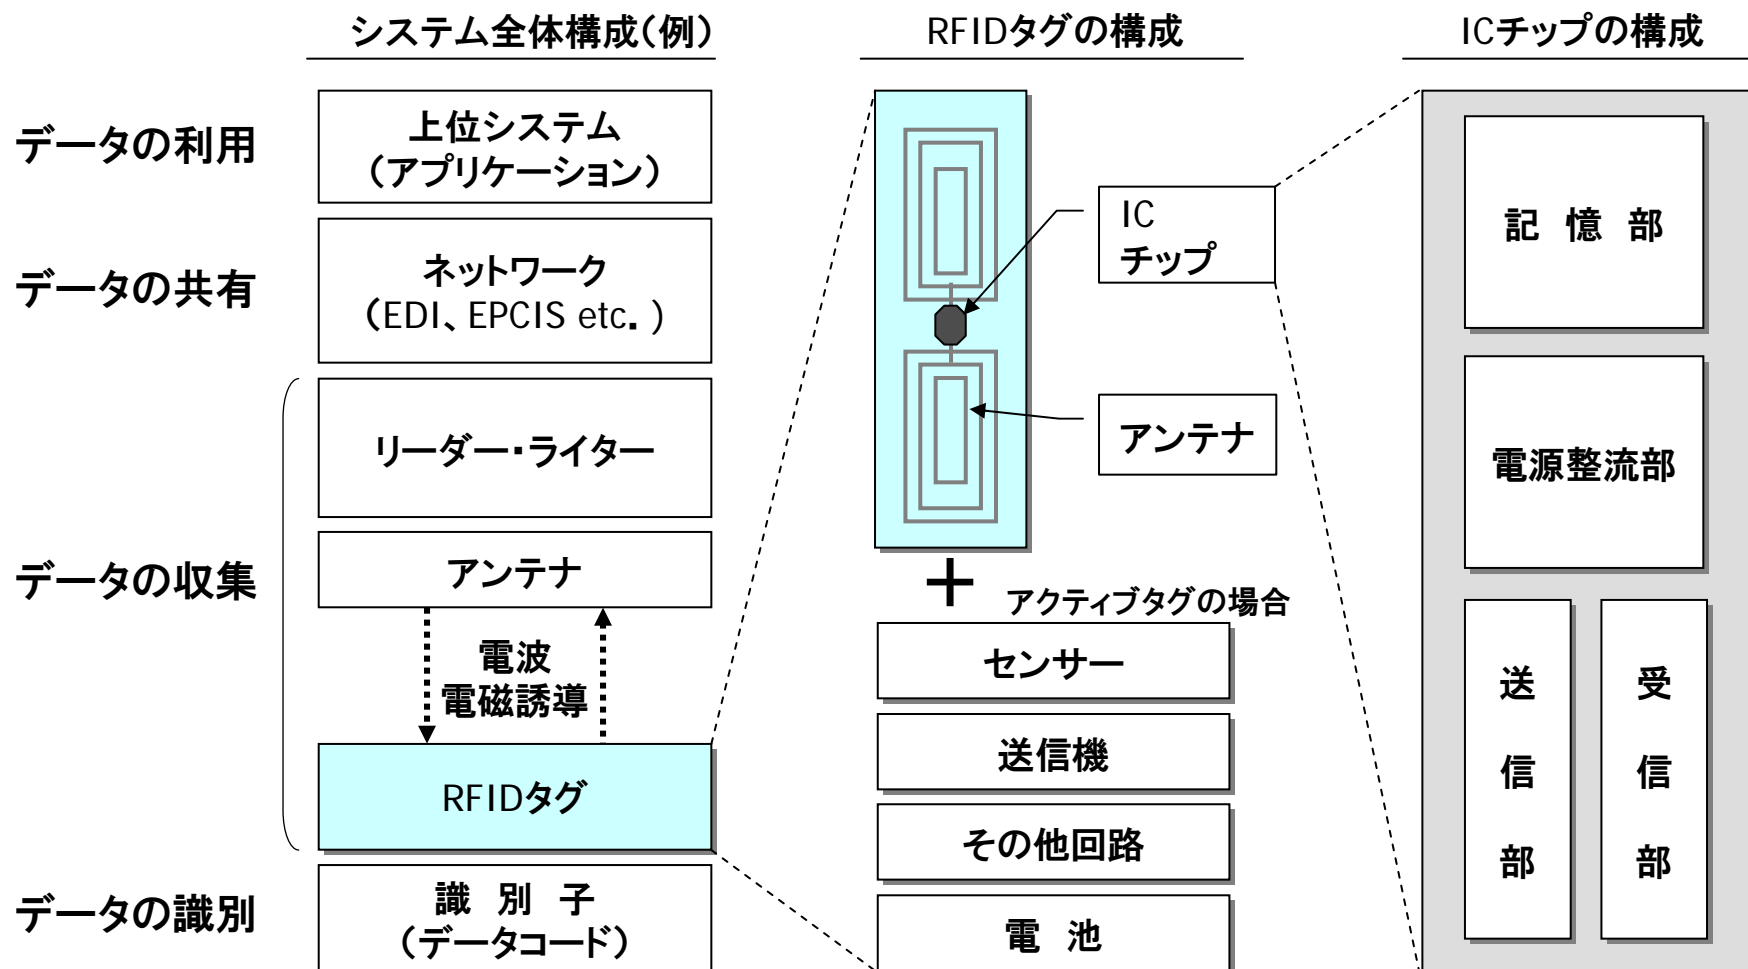 システム全体構成(例)
RFIDタグの構成
ICチップの構成
データの利用
上位システム
(アプリケーション)
データの共有
ネットワーク
(EDI、EPCIS etc. )
データの収集
リーダー・ライター
アンテナ
電波
電磁誘導
RFIDタグ
データの識別
識 別 子
(データコード)
IC
チップ
アンテナ
+
アクティブタグの場合
センサー
送信機
その他回路
電 池
記 憶 部
電源整流部
送信部
受信部